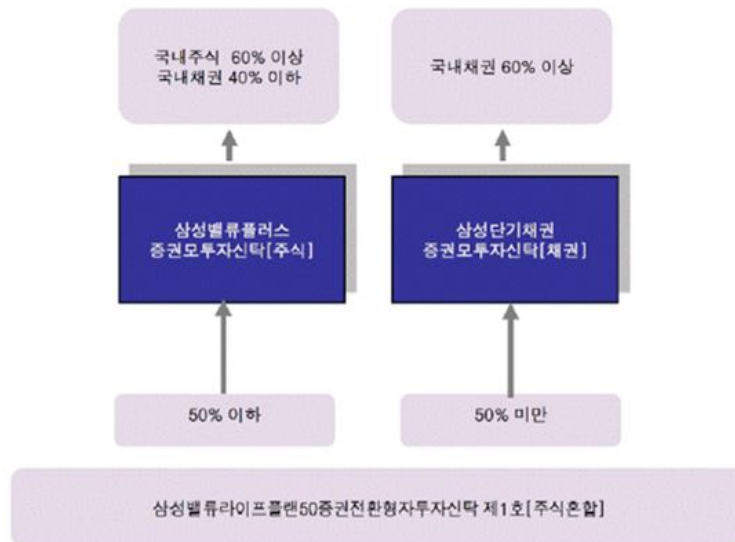 국내주식 60% 이상
국내채권 40% 이하
국내채권 60% 이상
삼성밸류플러스
증권모투자신탁[주식]
삼성단기채권
증권모투자신탁[채권]
50% 이하
50% 미만
삼성밸류라이프플랜50증권전환형자투자신탁 제1호[주식혼합]